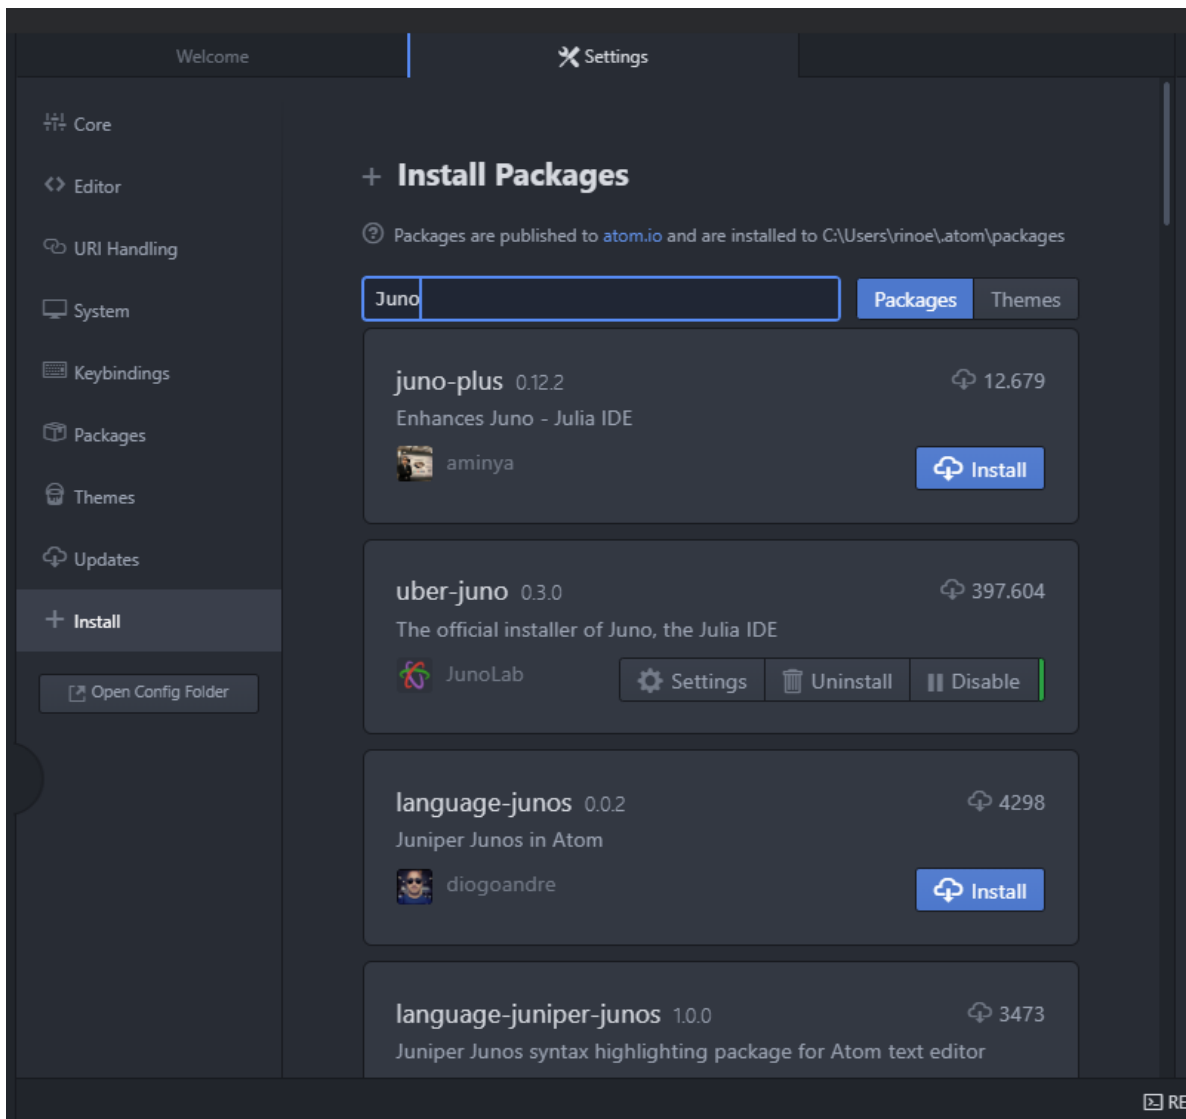 Welcome
Settings
Core
Editor
URI Handling
System
Keybindings
Packages
Themes
Updates
Install
Open Config Folder
Install Packages
Packages are published to atom.io and are installed to C:\Users\rinoe\.atom\packages
Juno
Packages Themes
juno-plus 0.12.2 12.679
Enhances Juno - Julia IDE
aminya
Install
uber-juno 0.3.0 397.604
The official installer of Juno, the Julia IDE
JunoLab
Settings Uninstall Disable
language-junos 0.0.2 4298
Juniper Junos in Atom
diogoandre
Install
language-juniper-junos 1.0.0 3473
Juniper Junos syntax highlighting package for Atom text editor
RE